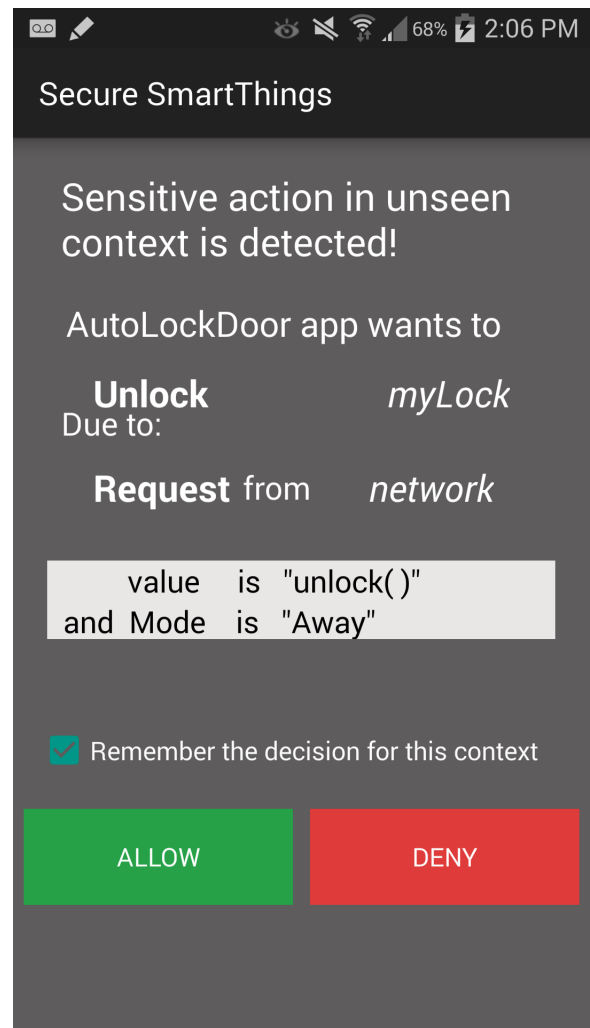 68% 2:06 PM
Secure SmartThings
Sensitive action in unseen
context is detected!
AutoLockDoor app wants to
Unlock myLock
Due to:
Request from network
value is "unlock( )"
and Mode is "Away"
Remember the decision for this context
ALLOW DENY